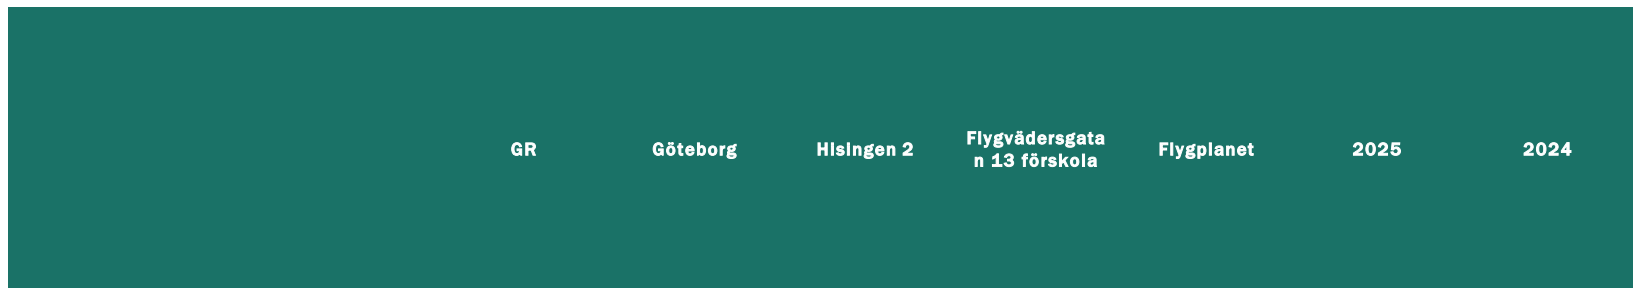 GR
Göteborg
Hisingen 2
Flygvädersgata
n 13 förskola
Flygplanet
2025
2024